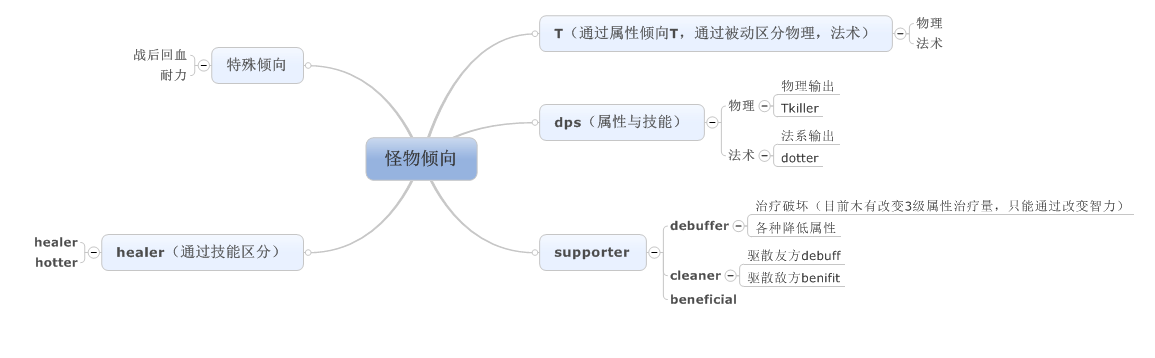 怪物倾向
T（通过属性倾向T，通过被动区分物理，法术）
物理
法术
dps（属性与技能）
物理
物理输出
Tkiller
法术
法系输出
dotter
supporter
debuffer
治疗破坏（目前木有改变3级属性治疗量，只能通过改变智力）
各种降低属性
cleaner
驱散友方debuff
驱散敌方benifit
beneficial
特殊倾向
战后回血
耐力
healer（通过技能区分）
healer
hotter